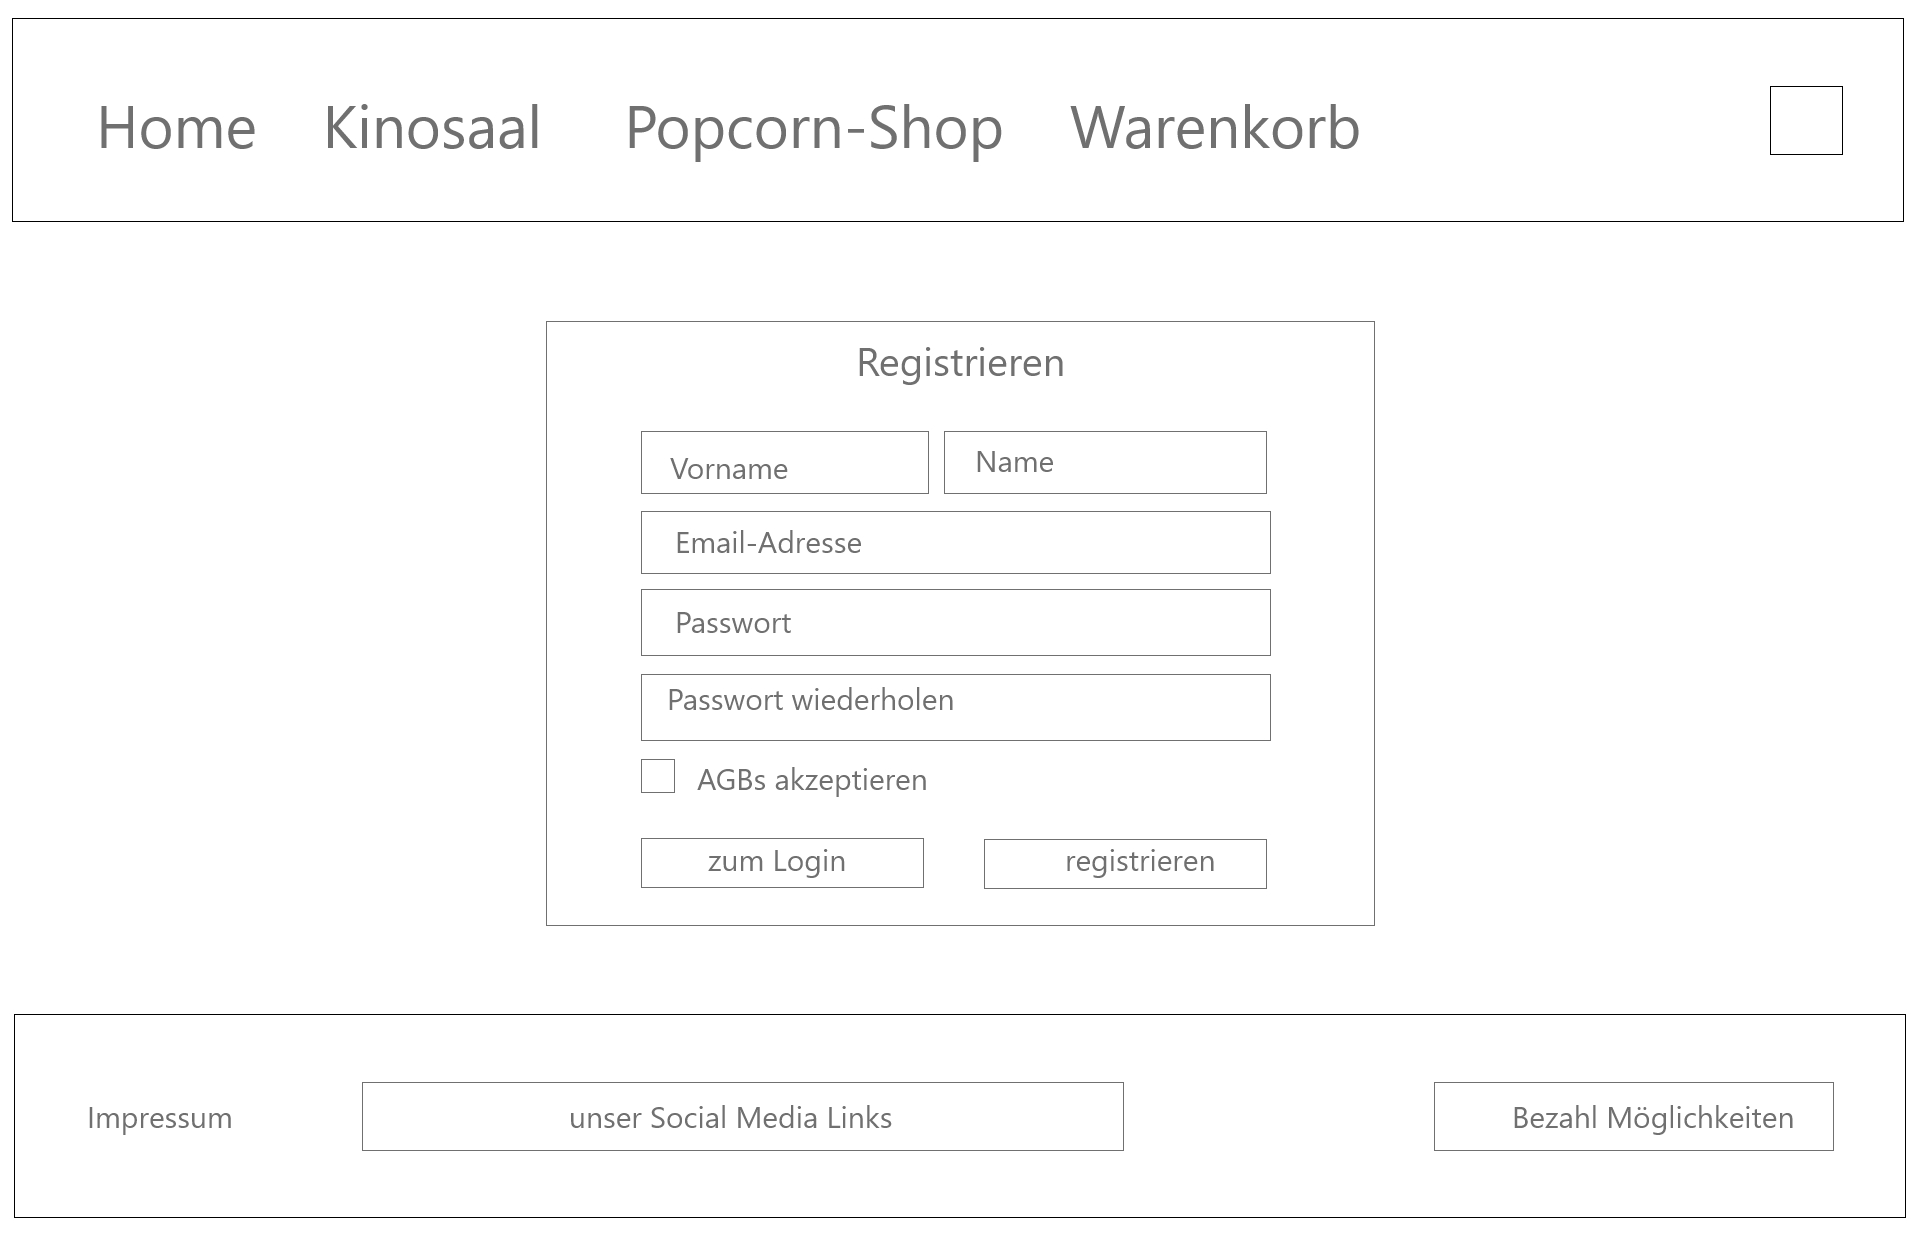 Home Kinosaal Popcorn-Shop Warenkorb
Registrieren
Vorname Name
Email-Adresse
Passwort
Passwort wiederholen
AGBs akzeptieren
zum Login registrieren
Impressum unser Social Media Links Bezahl Möglichkeiten